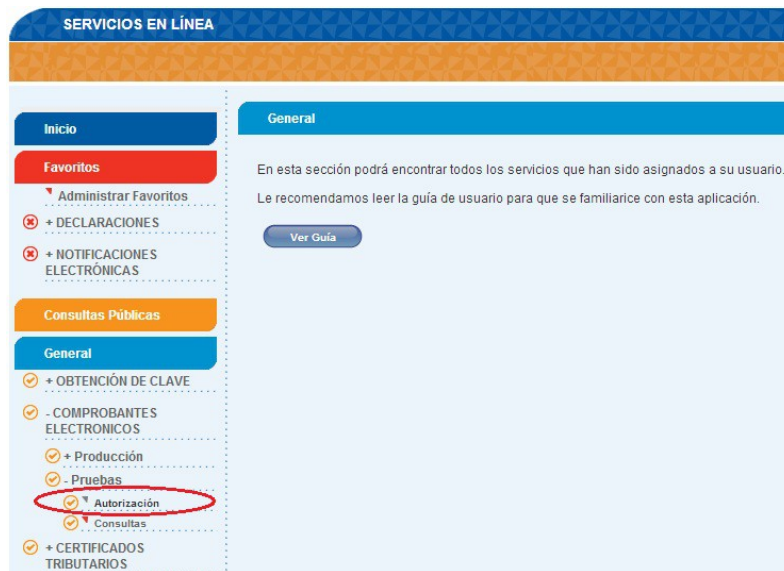 SERVICIOS EN LÍNEA
Inicio
Favoritos
Administrar Favoritos
+ DECLARACIONES
+ NOTIFICACIONES
ELECTRÓNICAS
Consultas Públicas
General
+ OBTENCIÓN DE CLAVE
- COMPROBANTES
ELECTRONICOS
+ Producción
- Pruebas
Autorización
Consultas
+ CERTIFICADOS
TRIBUTARIOS
General
En esta sección podrá encontrar todos los servicios que han sido asignados a su usuario.
Le recomendamos leer la guía de usuario para que se familiarice con esta aplicación.
Ver Guía